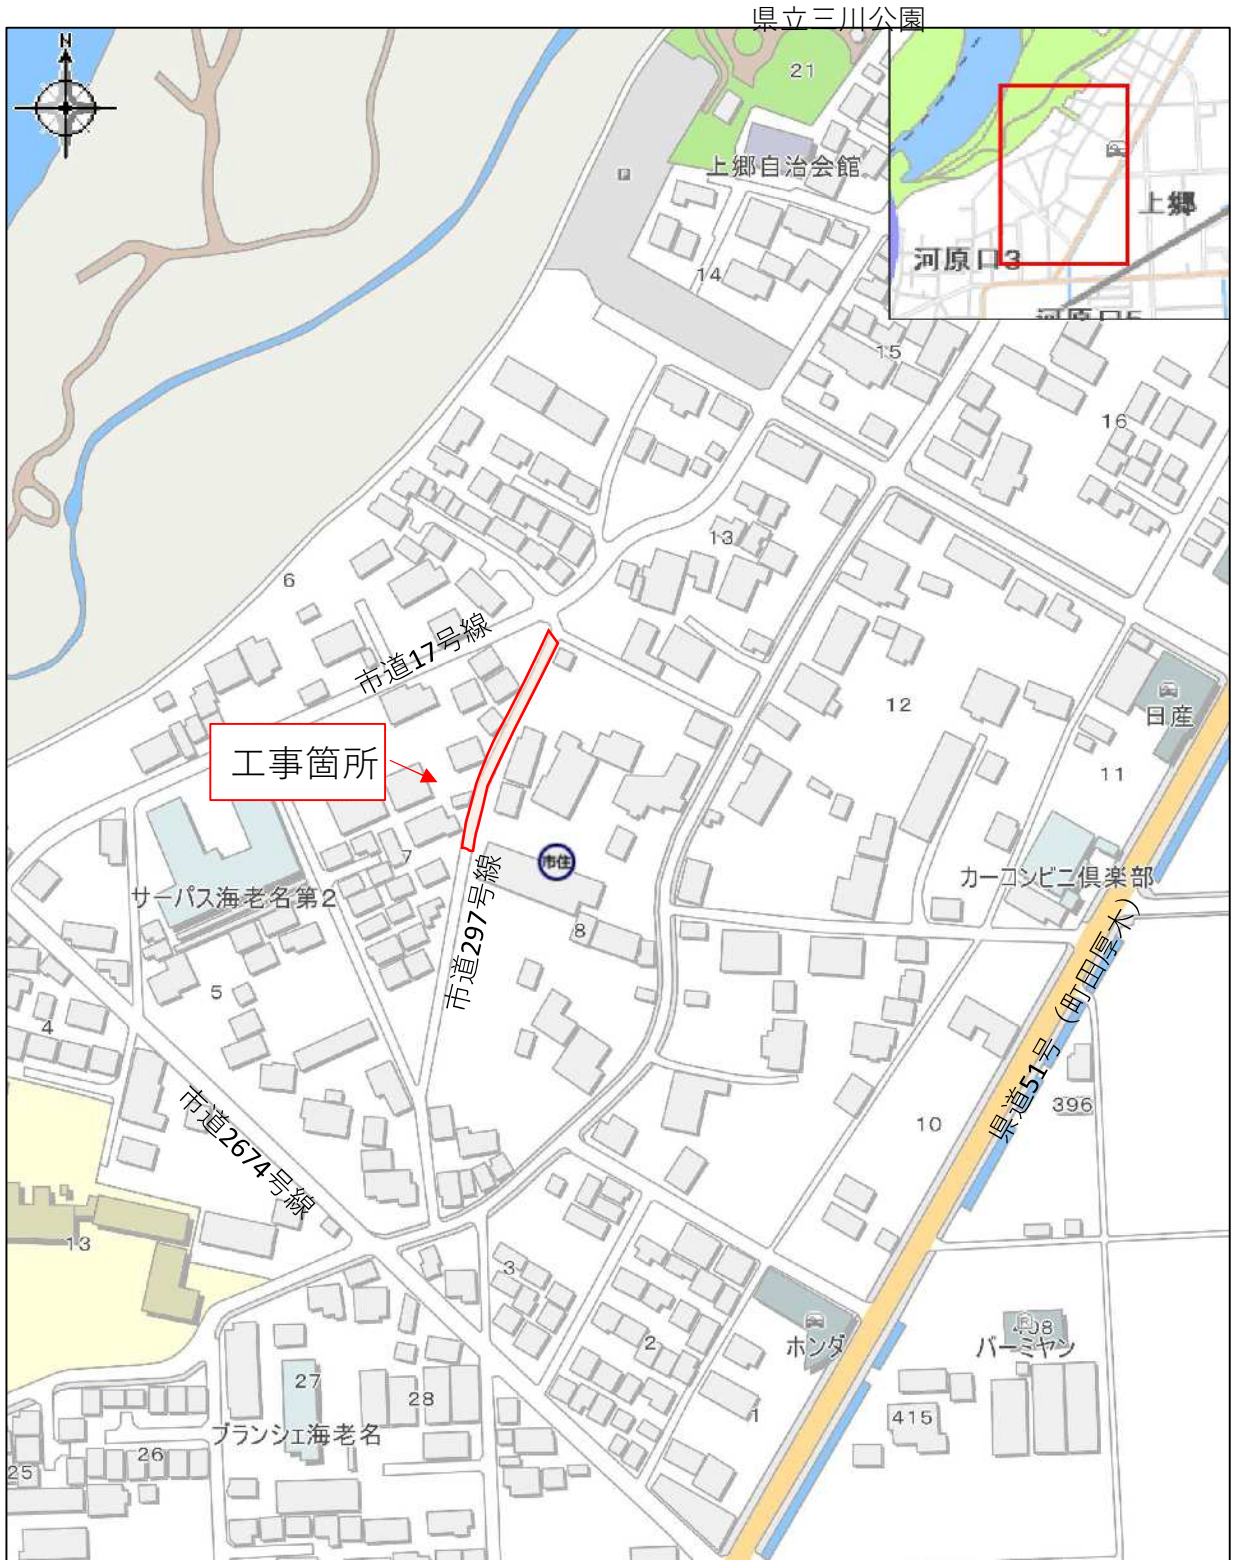 県立三川公園
N
21
上郷自治会館
P
上郷
河原口3
14
15
16
13
6
市道17号線
12
日産
工事箇所
11
7
市住
カーコンビニ倶楽部
サーパス海老名第2
8
市道297号線
県道51号（町田厚木）
5
4
396
市道2674号線
10
13
3
2
ホンダ
バーミヤン
27
28
1
415
ブランシェ海老名
26
25